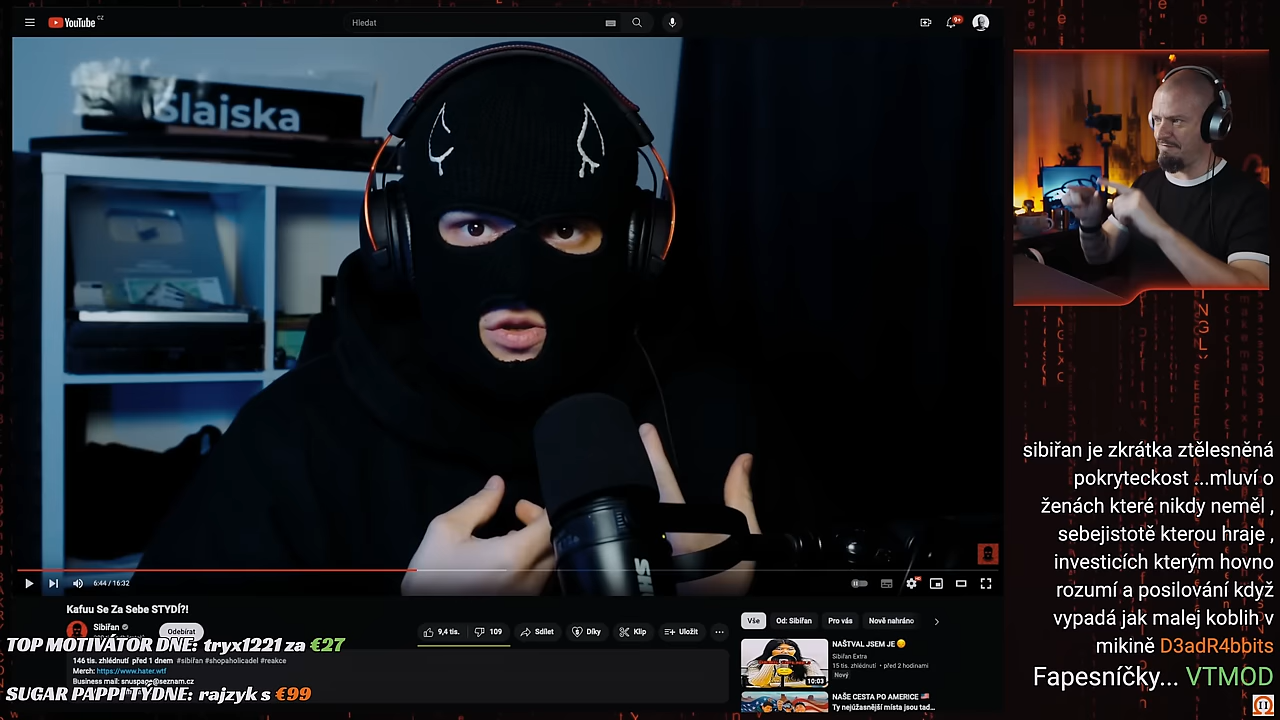 YouTube CZ
Hledat
9+
Slajska
6:44 / 16:32
Kafuu Se Za Sebe STYDÍ?!
Sibiřan
Odebírat
9,4 tis.
109
Sdílet
Díky
Klip
Uložit
TOP MOTIVÁTOR DNE: tryx1221 za €27
146 tis. zhlédnutí před 1 dnem #sibiřan #shopaholicadel #reakce
Merch: https://www.hater.wtf
Business mail: snuspage@seznam.cz
SUGAR PAPPI TÝDNE: rajzyk s €99
Vše
Od: Sibiřan
Pro vás
Nově nahráno
NAŠTVAL JSEM JE
Sibiřan Extra
15 tis. zhlédnutí • před 2 hodinami
Nový
10:03
NAŠE CESTA PO AMERICE
Ty nejúžasnější místa jsou tad...
sibiřan je zkrátka ztělesněná
pokryteckost ...mluví o
ženách které nikdy neměl ,
sebejistotě kterou hraje ,
investicích kterým hovno
rozumí a posilování když
vypadá jak malej koblih v
mikině D3adR4bbits
Fapesníčky... VTMOD